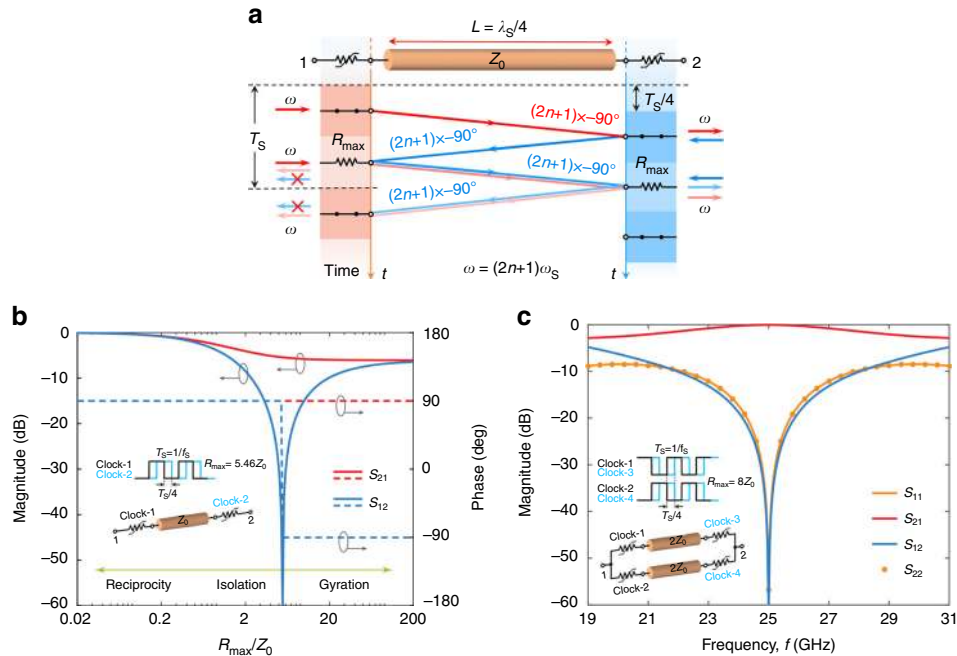 a
L = λS/4
1
Z0
2
TS/4
ω
(2n+1)×−90°
ω
(2n+1)×−90°
TS
Rmax
(2n+1)×−90°
Rmax
ω
(2n+1)×−90°
ω
ω
Time
t
ω = (2n+1)ωS
t
b
0
−10
−20
−30
−40
−50
−60
Magnitude (dB)
180
90
0
−90
−180
Phase (deg)
TS=1/fS
Clock-1
Clock-2
Rmax= 5.46Z0
TS/4
Clock-1
Z0
Clock-2
1
2
S21
S12
Reciprocity
Isolation
Gyration
0.02
0.2
2
20
200
Rmax/Z0
c
0
−10
−20
−30
−40
−50
−60
Magnitude (dB)
TS=1/fS
Clock-1
Clock-3
Clock-2
Clock-4
Rmax= 8Z0
TS/4
Clock-1
Clock-3
2Z0
1
2
2Z0
Clock-2
Clock-4
S11
S21
S12
S22
19
21
23
25
27
29
31
Frequency, f (GHz)